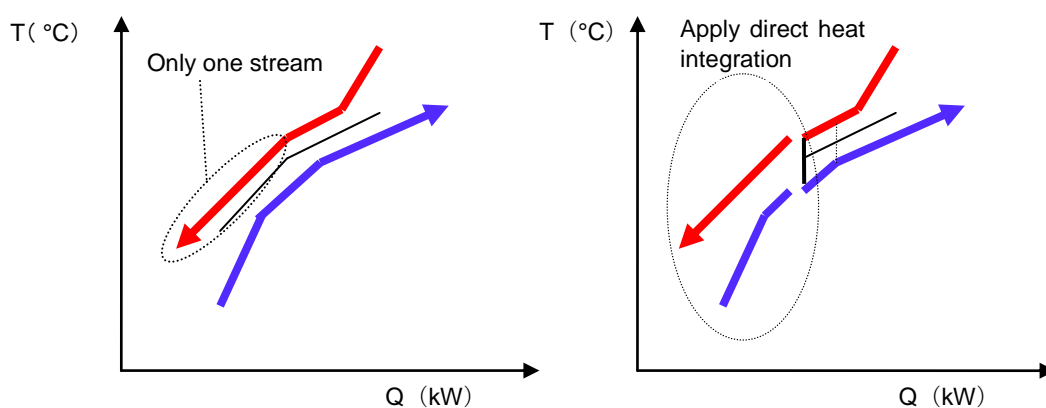 T( °C)
Only one stream
Q (kW)
T (°C)
Apply direct heat
integration
Q (kW)